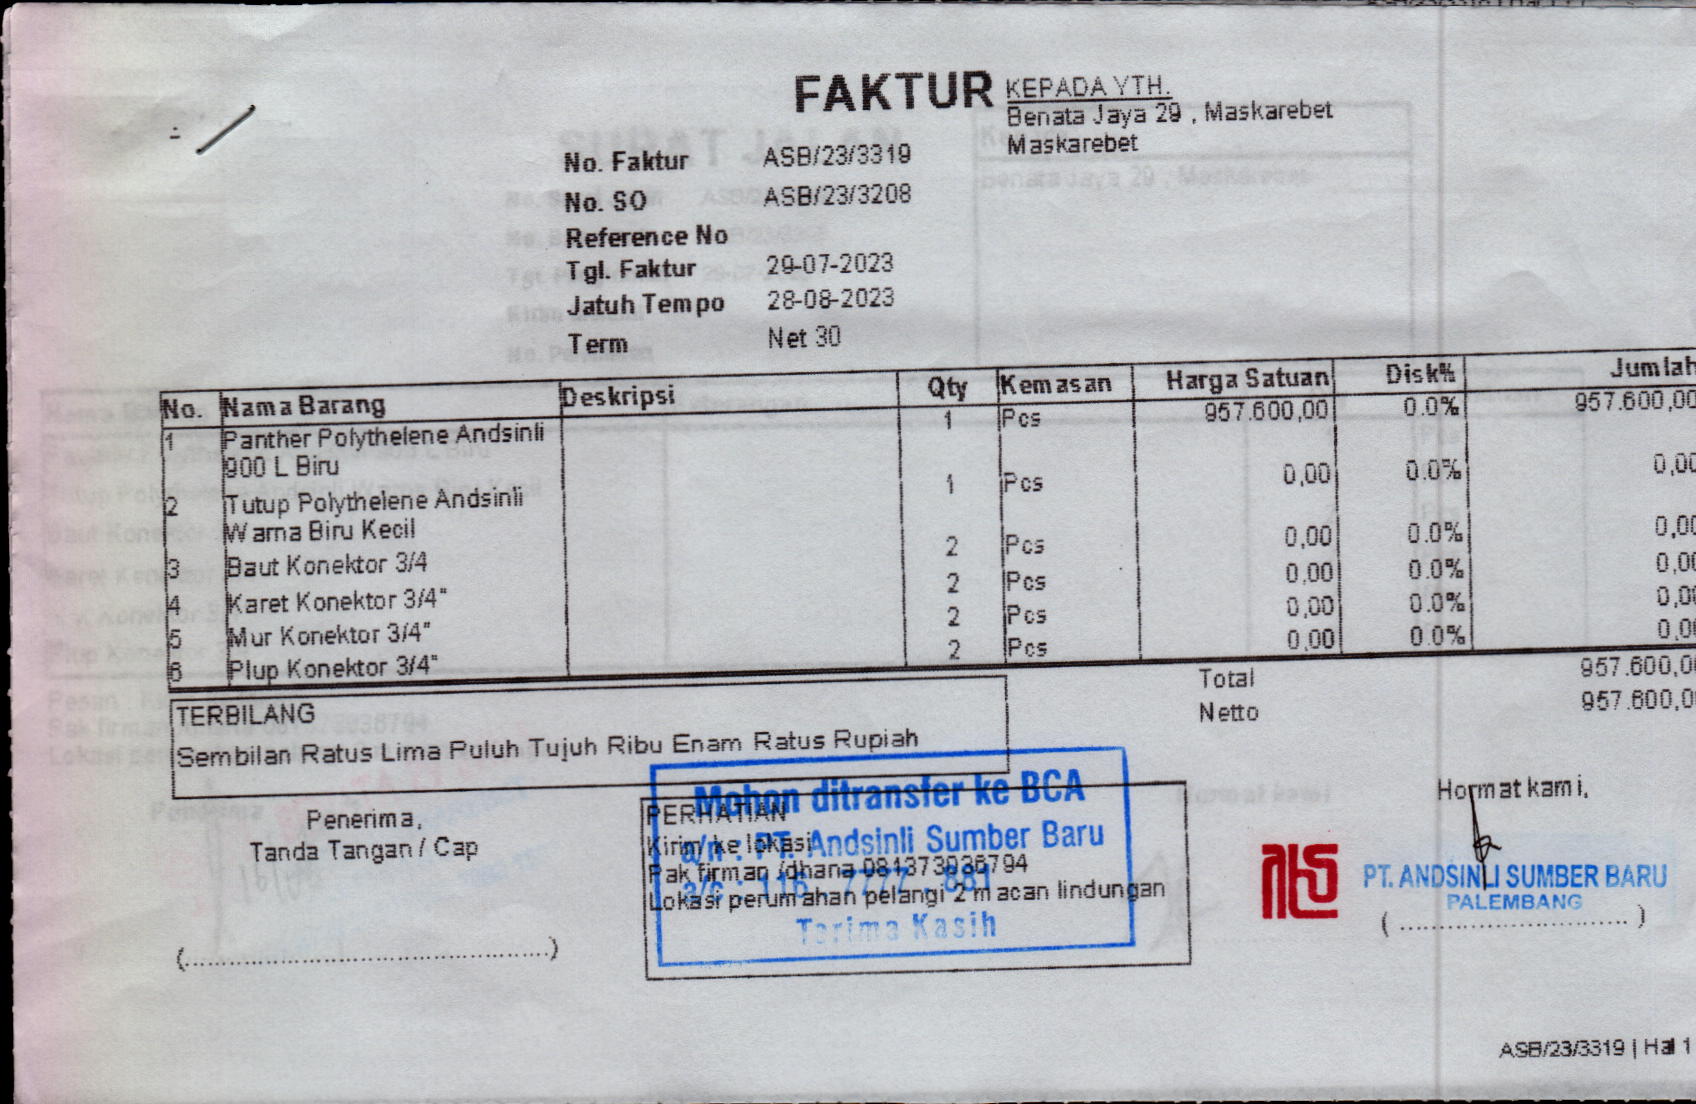 FAKTUR
KEPADA YTH.
Benata Jaya 29 , Maskarebet
Maskarebet
No. Faktur ASB/23/3319
No. SO ASB/23/3208
Reference No
Tgl. Faktur 29-07-2023
Jatuh Tempo 28-08-2023
Term Net 30
No. Nama Barang Deskripsi Qty Kemasan Harga Satuan Disk% Jumlah
1 Panther Polythelene Andsinli 1 Pcs 957.600,00 0.0% 957.600,00
900 L Biru
2 Tutup Polythelene Andsinli 1 Pcs 0,00 0.0% 0,00
Warna Biru Kecil
3 Baut Konektor 3/4 2 Pcs 0,00 0.0% 0,00
4 Karet Konektor 3/4" 2 Pcs 0,00 0.0% 0,00
5 Mur Konektor 3/4" 2 Pcs 0,00 0.0% 0,00
6 Plup Konektor 3/4" 2 Pcs 0,00 0.0% 0,00
Total 957.600,00
Netto 957.600,00
TERBILANG
Sembilan Ratus Lima Puluh Tujuh Ribu Enam Ratus Rupiah
Penerima,
Tanda Tangan / Cap
(....................................................)
PERHATIAN
Kirim ke lokasi
Pak firman /dhana 081373936794
Lokasi perumahan pelangi 2 macan lindungan
Mohon ditransfer ke BCA
a/n : PT. Andsinli Sumber Baru
a/c : 116 7777 881
Terima Kasih
Hormat kami,
PT. ANDSINLI SUMBER BARU
PALEMBANG
( ................................. )
ASB/23/3319 | Hal 1